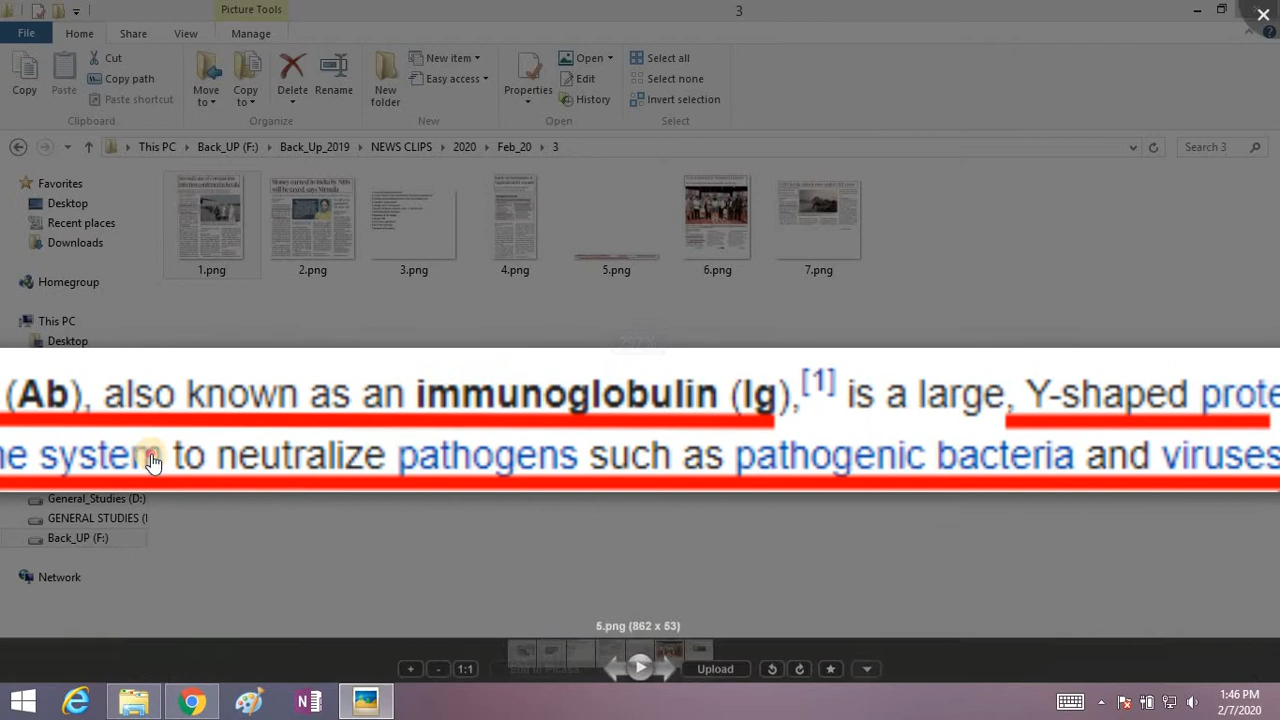 Picture Tools
3
File
Home
Share
View
Manage
Copy
Paste
Cut
Copy path
Paste shortcut
Clipboard
Move to
Copy to
Delete
Rename
Organize
New folder
New item
Easy access
New
Properties
Open
Edit
History
Open
Select all
Select none
Invert selection
Select
This PC
Back_UP (F:)
Back_Up_2019
NEWS CLIPS
2020
Feb_20
3
Search 3
Favorites
Desktop
Recent places
Downloads
Homegroup
This PC
Desktop
1.png
2.png
3.png
4.png
5.png
6.png
7.png
297 %
(Ab), also known as an immunoglobulin (Ig),[1] is a large, Y-shaped prote
ne system to neutralize pathogens such as pathogenic bacteria and viruses
General_Studies (D:)
GENERAL STUDIES (
Back_UP (F:)
Network
5.png (862 x 53)
+
-
1:1
Edit in Picasa
Upload
1:46 PM
2/7/2020